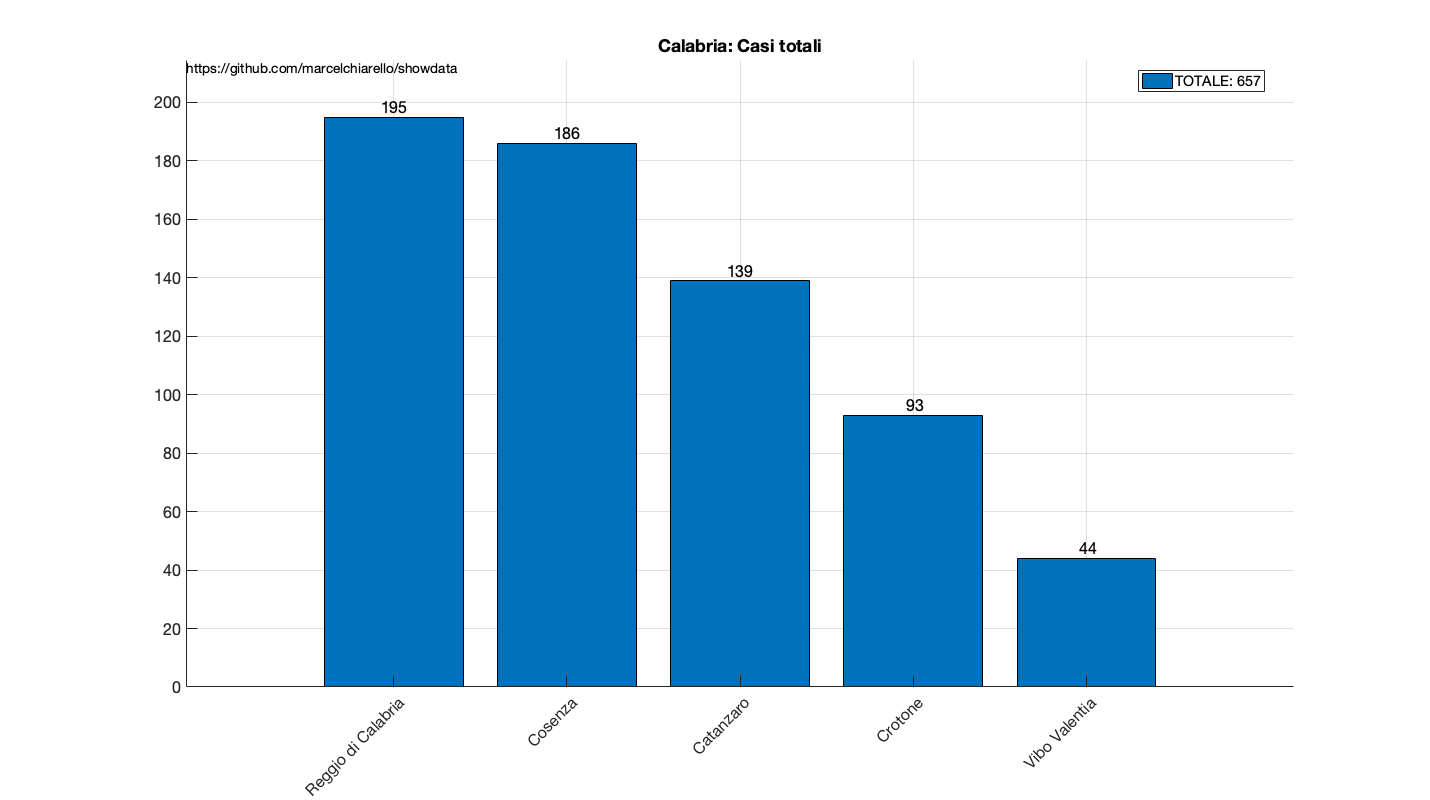 Calabria: Casi totali
https://github.com/marcelchiarello/showdata
TOTALE: 657
200
180
160
140
120
100
80
60
40
20
0
195
186
139
93
44
Reggio di Calabria
Cosenza
Catanzaro
Crotone
Vibo Valentia